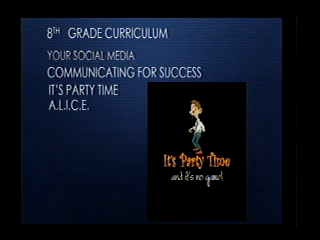 8TH GRADE CURRICULUM
YOUR SOCIAL MEDIA
COMMUNICATING FOR SUCCESS
IT'S PARTY TIME
A.L.I.C.E.
It's Party Time
and it's no game!